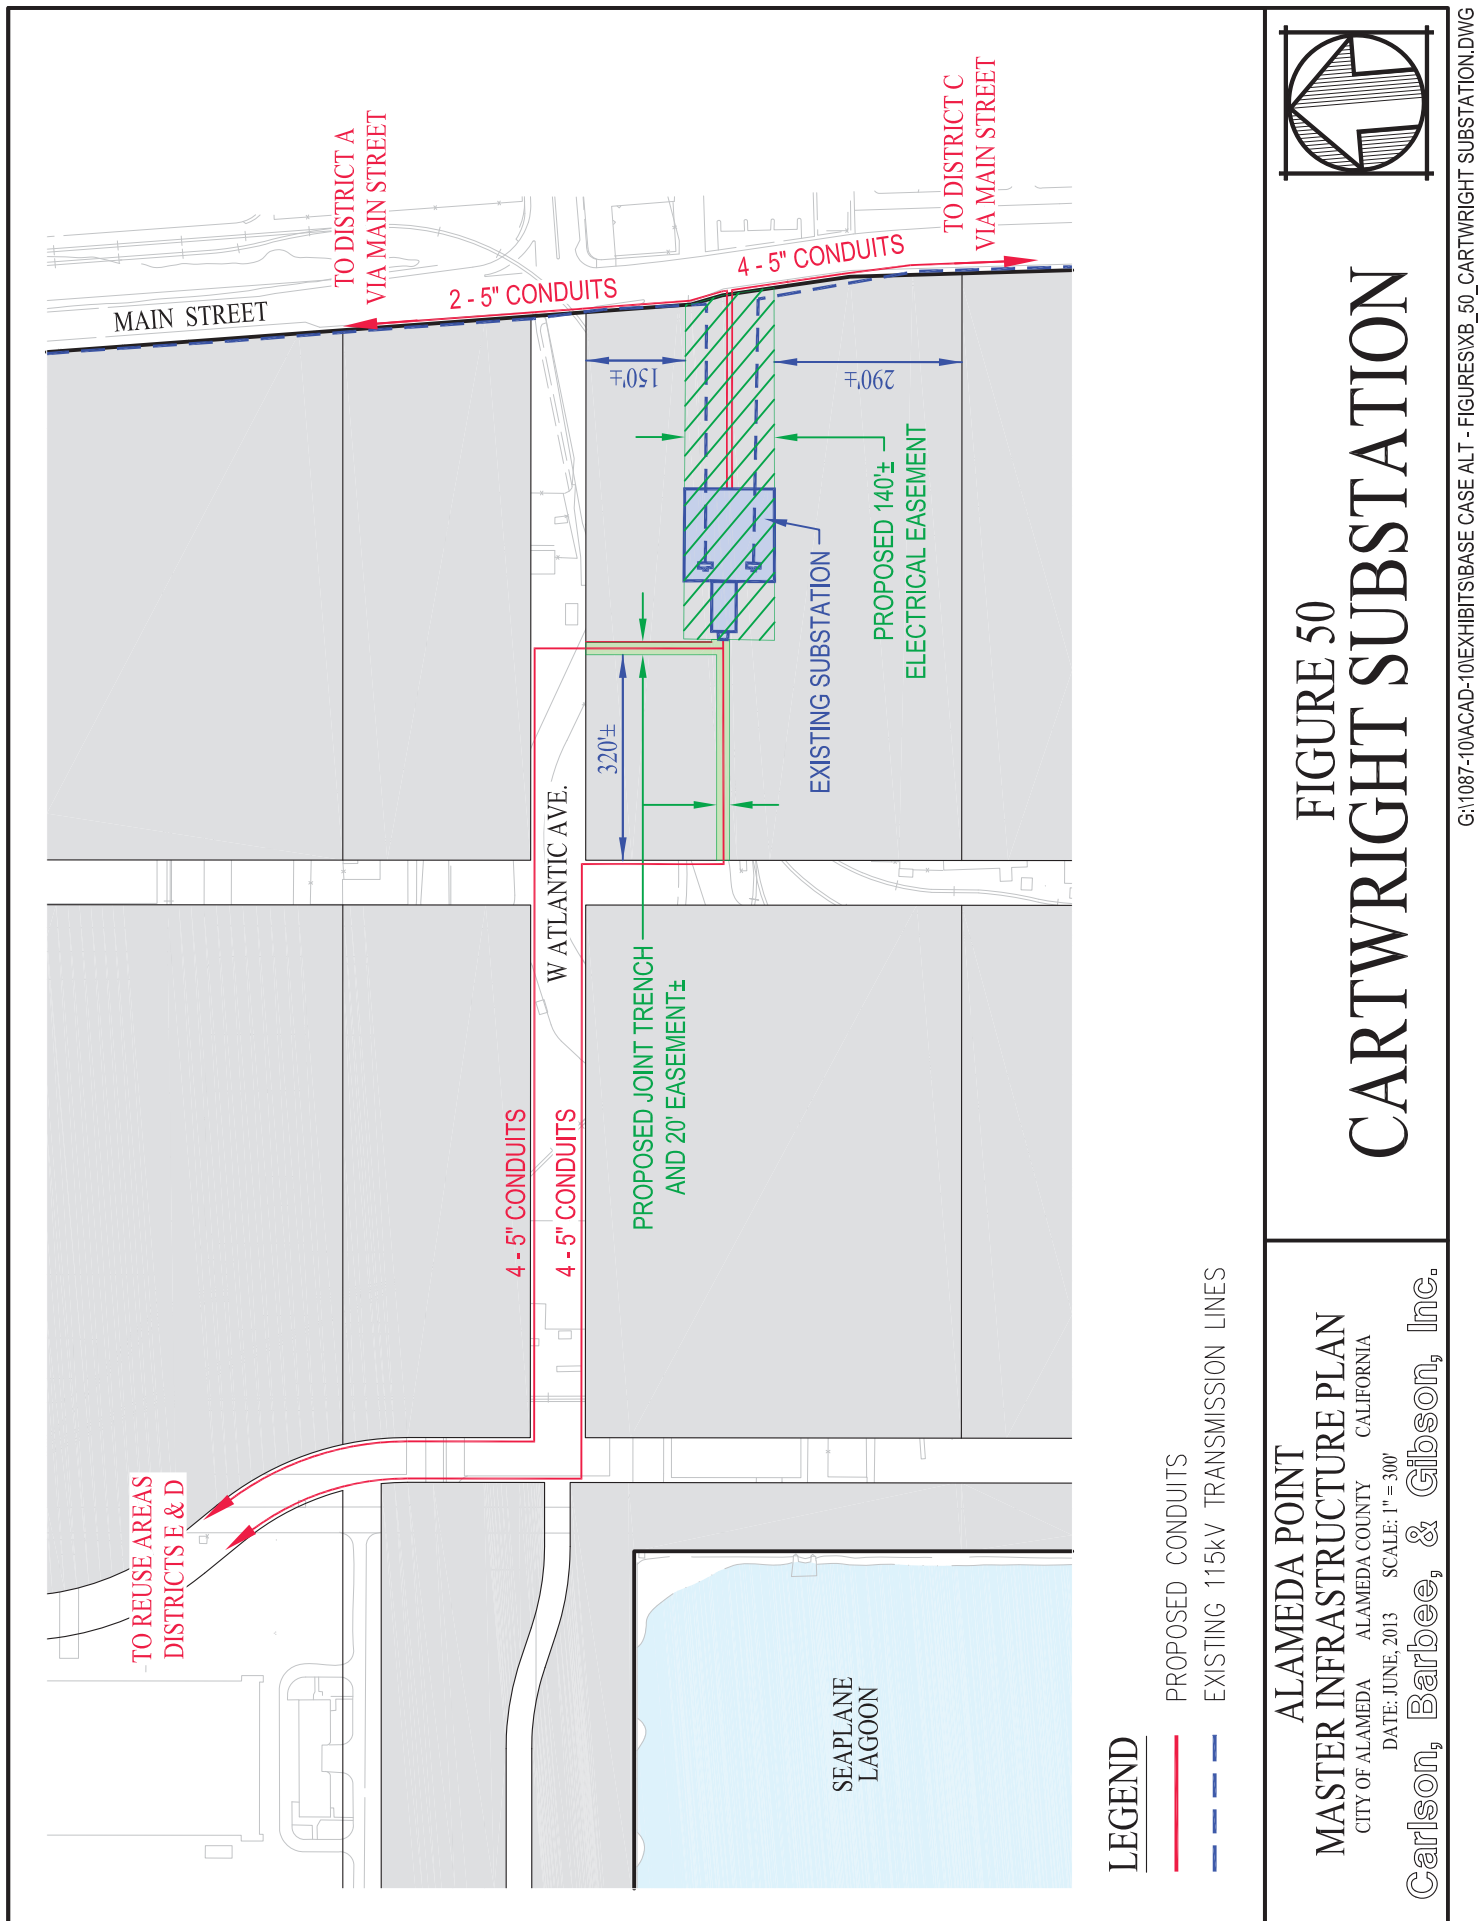 TO DISTRICT A
VIA MAIN STREET
TO DISTRICT C
VIA MAIN STREET
MAIN STREET
2 - 5" CONDUITS
4 - 5" CONDUITS
150'±
290'±
PROPOSED 140'±
ELECTRICAL EASEMENT
EXISTING SUBSTATION
320'±
W ATLANTIC AVE.
PROPOSED JOINT TRENCH
AND 20' EASEMENT±
4 - 5" CONDUITS
4 - 5" CONDUITS
TO REUSE AREAS
DISTRICTS E & D
SEAPLANE
LAGOON
LEGEND
PROPOSED CONDUITS
EXISTING 115kV TRANSMISSION LINES
ALAMEDA POINT
MASTER INFRASTRUCTURE PLAN
CITY OF ALAMEDA ALAMEDA COUNTY CALIFORNIA
DATE: JUNE, 2013 SCALE: 1" = 300'
Carlson, Barbee, & Gibson, Inc.
FIGURE 50
CARTWRIGHT SUBSTATION
G:\1087-10\ACAD-10\EXHIBITS\BASE CASE ALT - FIGURES\XB_50_CARTWRIGHT SUBSTATION.DWG